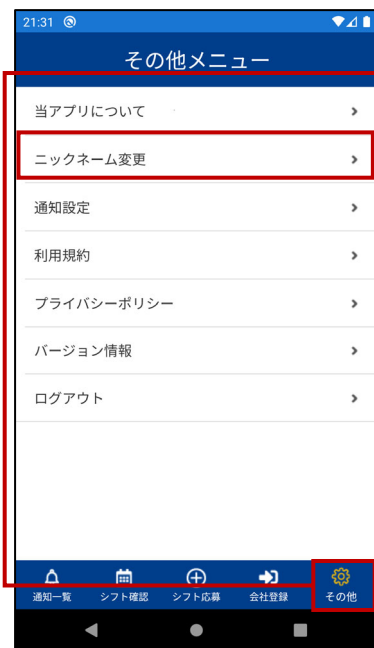 21:31
その他メニュー
当アプリについて
ニックネーム変更
通知設定
利用規約
プライバシーポリシー
バージョン情報
ログアウト
通知一覧 シフト確認 シフト応募 会社登録 その他